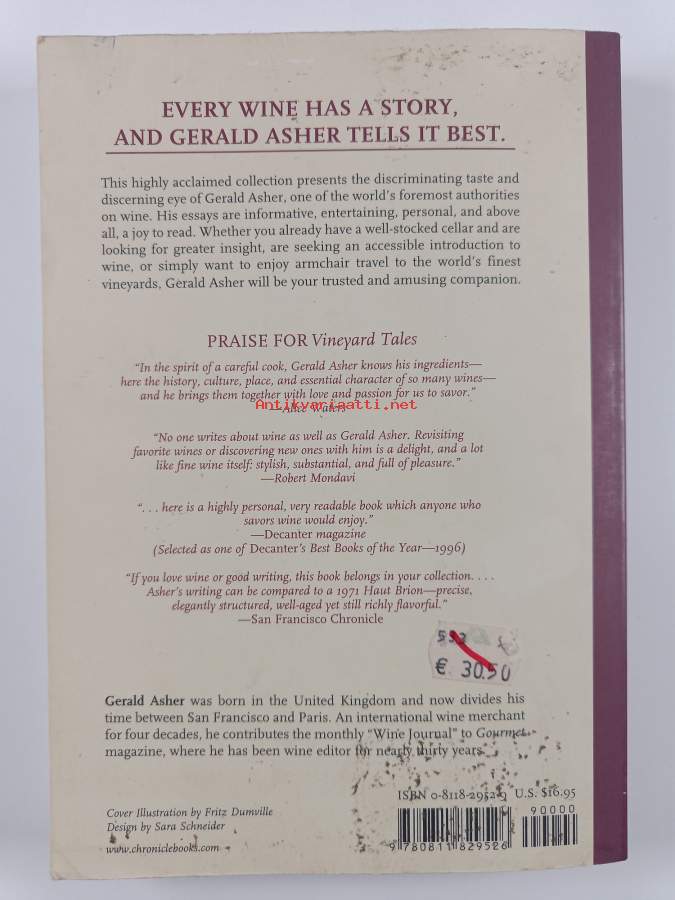 EVERY WINE HAS A STORY,
AND GERALD ASHER TELLS IT BEST.
This highly acclaimed collection presents the discriminating taste and
discerning eye of Gerald Asher, one of the world's foremost authorities
on wine. His essays are informative, entertaining, personal, and above
all, a joy to read. Whether you already have a well-stocked cellar and are
looking for greater insight, are seeking an accessible introduction to
wine, or simply want to enjoy armchair travel to the world's finest
vineyards, Gerald Asher will be your trusted and amusing companion.
PRAISE FOR Vineyard Tales
"In the spirit of a careful cook, Gerald Asher knows his ingredients—
here the history, culture, place, and essential character of so many wines—
and he brings them together with love and passion for us to savor."
Antikvariaatti.net
—Alice Waters
"No one writes about wine as well as Gerald Asher. Revisiting
favorite wines or discovering new ones with him is a delight, and a lot
like fine wine itself: stylish, substantial, and full of pleasure."
—Robert Mondavi
". . . here is a highly personal, very readable book which anyone who
savors wine would enjoy."
—Decanter magazine
(Selected as one of Decanter's Best Books of the Year—1996)
"If you love wine or good writing, this book belongs in your collection. . . .
Asher's writing can be compared to a 1971 Haut Brion—precise,
elegantly structured, well-aged yet still richly flavorful."
—San Francisco Chronicle
€ 30.50
Gerald Asher was born in the United Kingdom and now divides his
time between San Francisco and Paris. An international wine merchant
for four decades, he contributes the monthly "Wine Journal" to Gourmet
magazine, where he has been wine editor for nearly thirty years.
ISBN 0-8118-2952-9 U.S. $16.95
90000
Cover Illustration by Fritz Dumville
Design by Sara Schneider
www.chroniclebooks.com
9 780811 829526